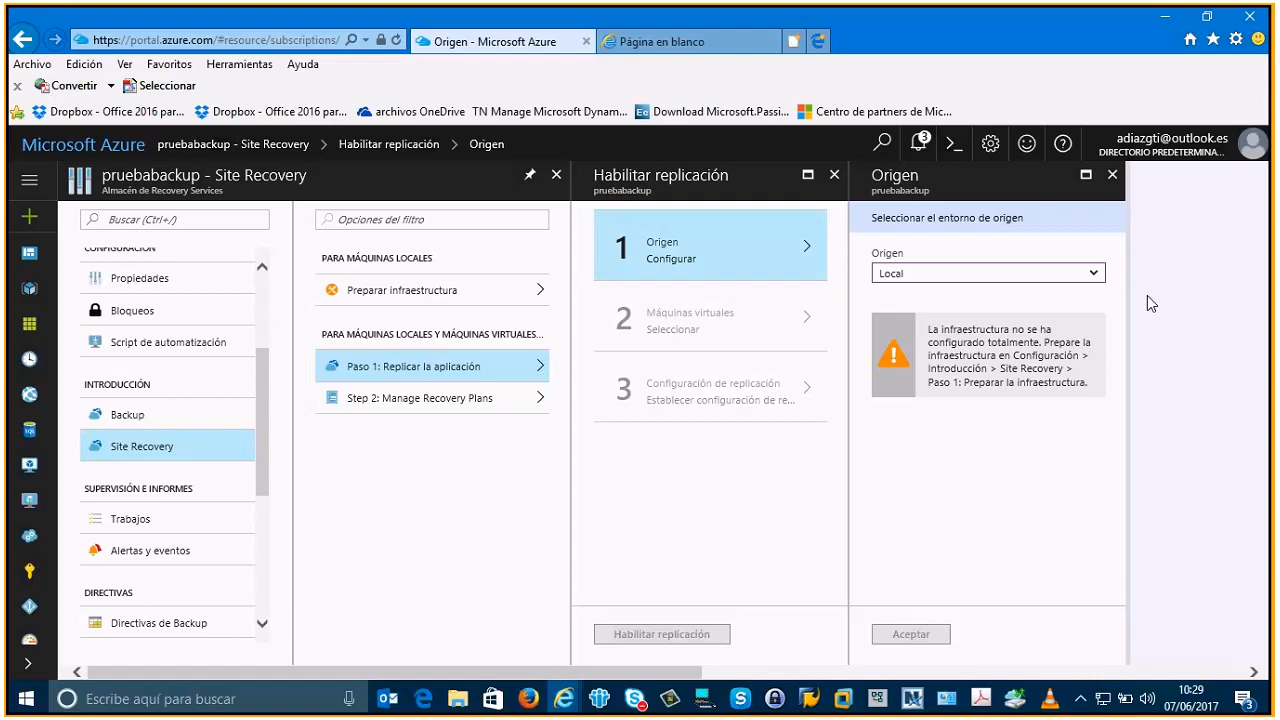 https://portal.azure.com/#resource/subscriptions/
Origen - Microsoft Azure
Página en blanco
Archivo Edición Ver Favoritos Herramientas Ayuda
Convertir Seleccionar
Dropbox - Office 2016 par... Dropbox - Office 2016 par... archivos OneDrive TN Manage Microsoft Dynam... Download Microsoft.Passi... Centro de partners de Mic...
Microsoft Azure pruebabackup - Site Recovery > Habilitar replicación > Origen
3
adiazgti@outlook.es
DIRECTORIO PREDETERMINA...
pruebabackup - Site Recovery
Almacén de Recovery Services
Buscar (Ctrl+/)
CONFIGURACIÓN
Propiedades
Bloqueos
Script de automatización
INTRODUCCIÓN
Backup
Site Recovery
SUPERVISIÓN E INFORMES
Trabajos
Alertas y eventos
DIRECTIVAS
Directivas de Backup
Opciones del filtro
PARA MÁQUINAS LOCALES
Preparar infraestructura
PARA MÁQUINAS LOCALES Y MÁQUINAS VIRTUALES...
Paso 1: Replicar la aplicación
Step 2: Manage Recovery Plans
Habilitar replicación
pruebabackup
1 Origen
Configurar
2 Máquinas virtuales
Seleccionar
3 Configuración de replicación
Establecer configuración de re...
Habilitar replicación
Origen
pruebabackup
Seleccionar el entorno de origen
Origen
Local
La infraestructura no se ha
configurado totalmente. Prepare la
infraestructura en Configuración >
Introducción > Site Recovery >
Paso 1: Preparar la infraestructura.
Aceptar
Escribe aquí para buscar
10:29
07/06/2017
3